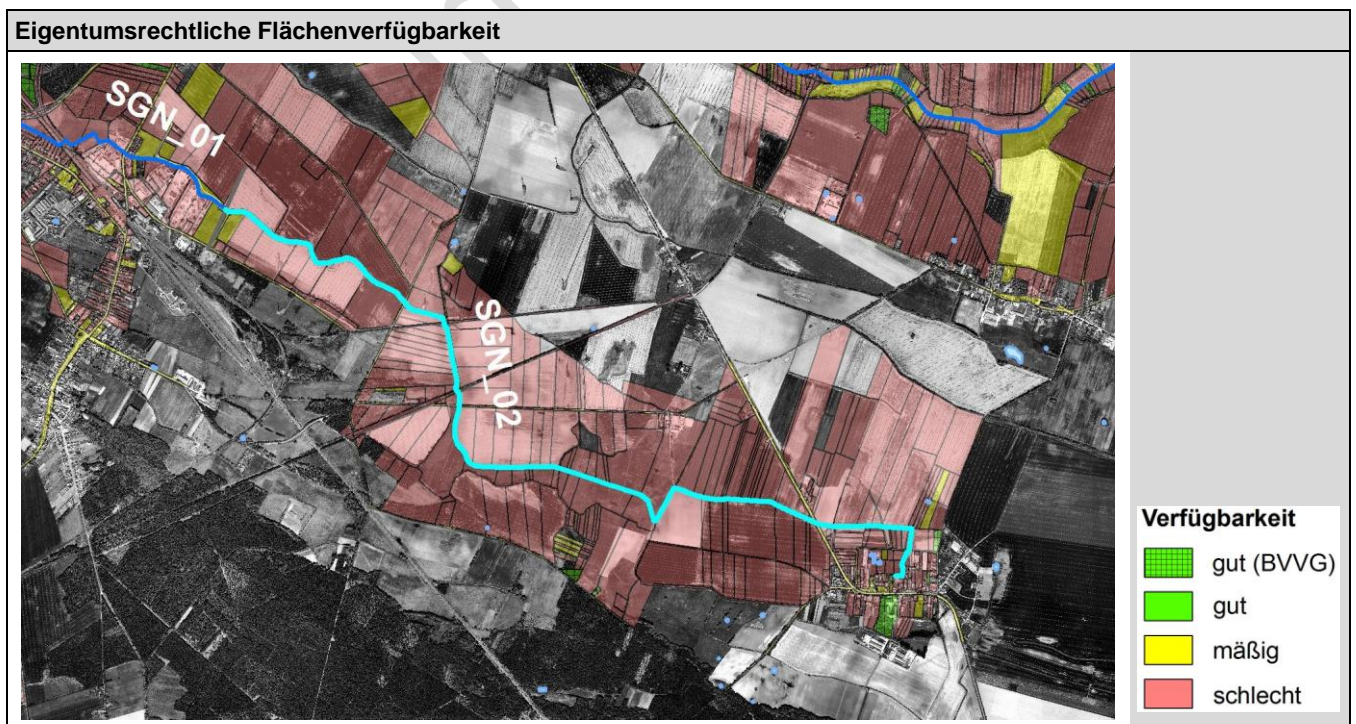 Eigentumsrechtliche Flächenverfügbarkeit
SGN_01
SGN_02
Verfügbarkeit
gut (BVVG)
gut
mäßig
schlecht